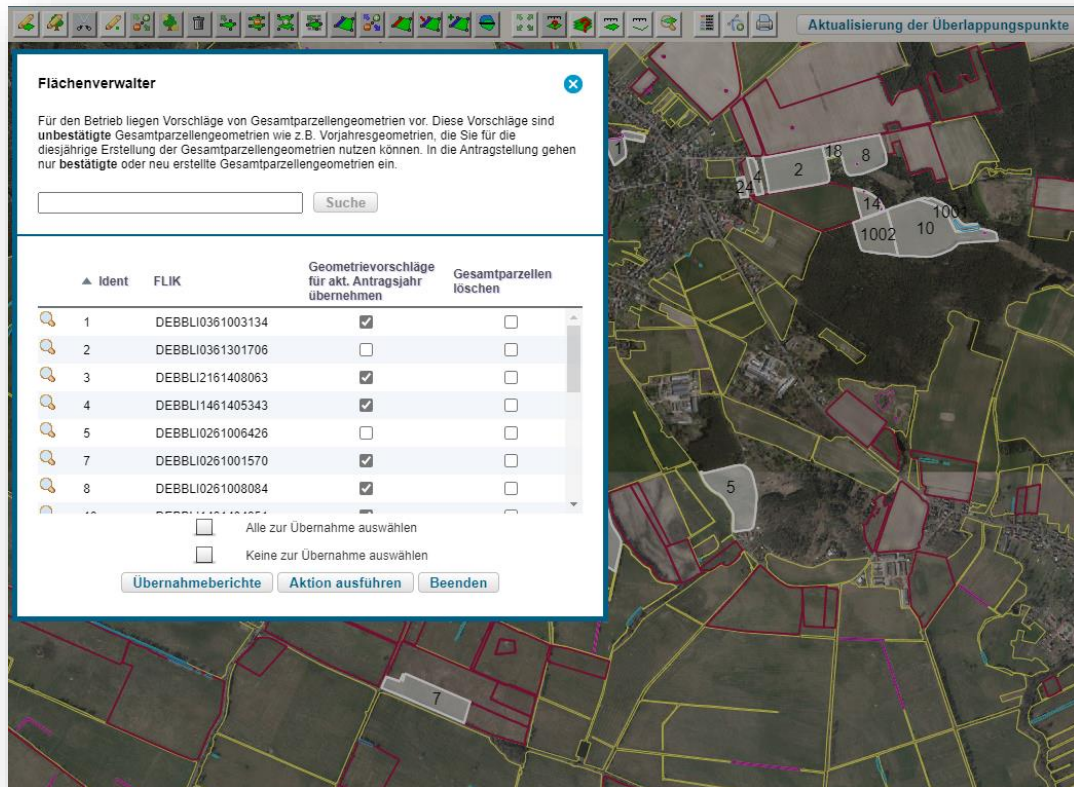 Aktualisierung der Überlappungspunkte
Flächenverwalter
Für den Betrieb liegen Vorschläge von Gesamtparzellengeometrien vor. Diese Vorschläge sind
unbestätigte Gesamtparzellengeometrien wie z.B. Vorjahresgeometrien, die Sie für die
diesjährige Erstellung der Gesamtparzellengeometrien nutzen können. In die Antragstellung gehen
nur bestätigte oder neu erstellte Gesamtparzellengeometrien ein.
Suche
▲ Ident FLIK Geometrievorschläge für akt. Antragsjahr übernehmen Gesamtparzellen löschen
1 DEBBLI0361003134
2 DEBBLI0361301706
3 DEBBLI2161408063
4 DEBBLI1461405343
5 DEBBLI0261006426
7 DEBBLI0261001570
8 DEBBLI0261008084
Alle zur Übernahme auswählen
Keine zur Übernahme auswählen
Übernahmeberichte Aktion ausführen Beenden
1
24
4
2
18
8
14
1001
1002
10
5
7